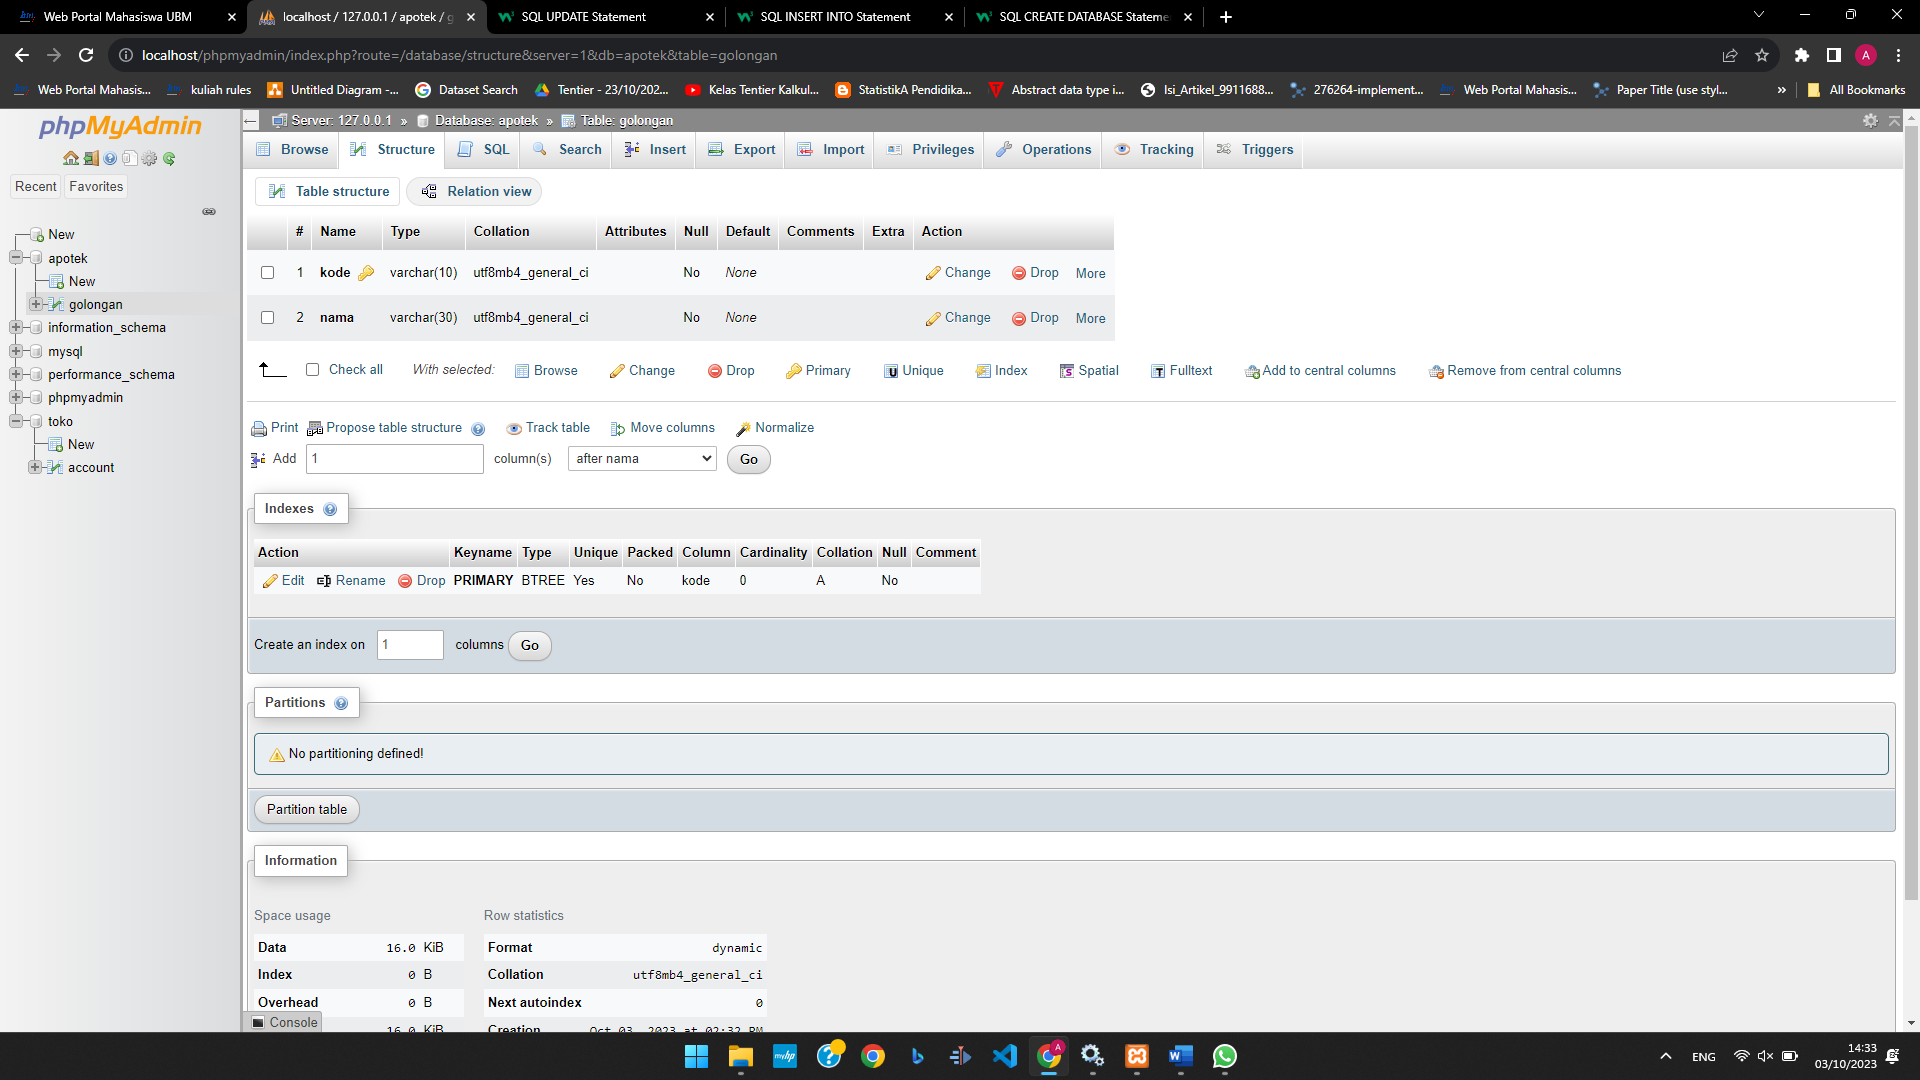 Web Portal Mahasiswa UBM
localhost / 127.0.0.1 / apotek / g
SQL UPDATE Statement
SQL INSERT INTO Statement
SQL CREATE DATABASE Stateme
localhost/phpmyadmin/index.php?route=/database/structure&server=1&db=apotek&table=golongan
A
Web Portal Mahasis...
kuliah rules
Untitled Diagram -...
Dataset Search
Tentier - 23/10/202...
Kelas Tentier Kalkul...
StatistikA Pendidika...
Abstract data type i...
Isi_Artikel_9911688...
276264-implement...
Web Portal Mahasis...
Paper Title (use styl...
»
All Bookmarks
phpMyAdmin
Recent Favorites
New
apotek
New
golongan
information_schema
mysql
performance_schema
phpmyadmin
toko
New
account
Server: 127.0.0.1 » Database: apotek » Table: golongan
Browse Structure SQL Search Insert Export Import Privileges Operations Tracking Triggers
Table structure Relation view
# Name Type Collation Attributes Null Default Comments Extra Action
1 kode varchar(10) utf8mb4_general_ci No None Change Drop More
2 nama varchar(30) utf8mb4_general_ci No None Change Drop More
Check all With selected: Browse Change Drop Primary Unique Index Spatial Fulltext Add to central columns Remove from central columns
Print Propose table structure Track table Move columns Normalize
Add 1 column(s) after nama Go
Indexes
Action Keyname Type Unique Packed Column Cardinality Collation Null Comment
Edit Rename Drop PRIMARY BTREE Yes No kode 0 A No
Create an index on 1 columns Go
Partitions
No partitioning defined!
Partition table
Information
Space usage
Data 16.0 KiB
Index 0 B
Overhead 0 B
16.0 KiB
Row statistics
Format dynamic
Collation utf8mb4_general_ci
Next autoindex 0
Creation Oct 03, 2023 at 02:32 PM
Console
myhp
A
ENG
14:33
03/10/2023